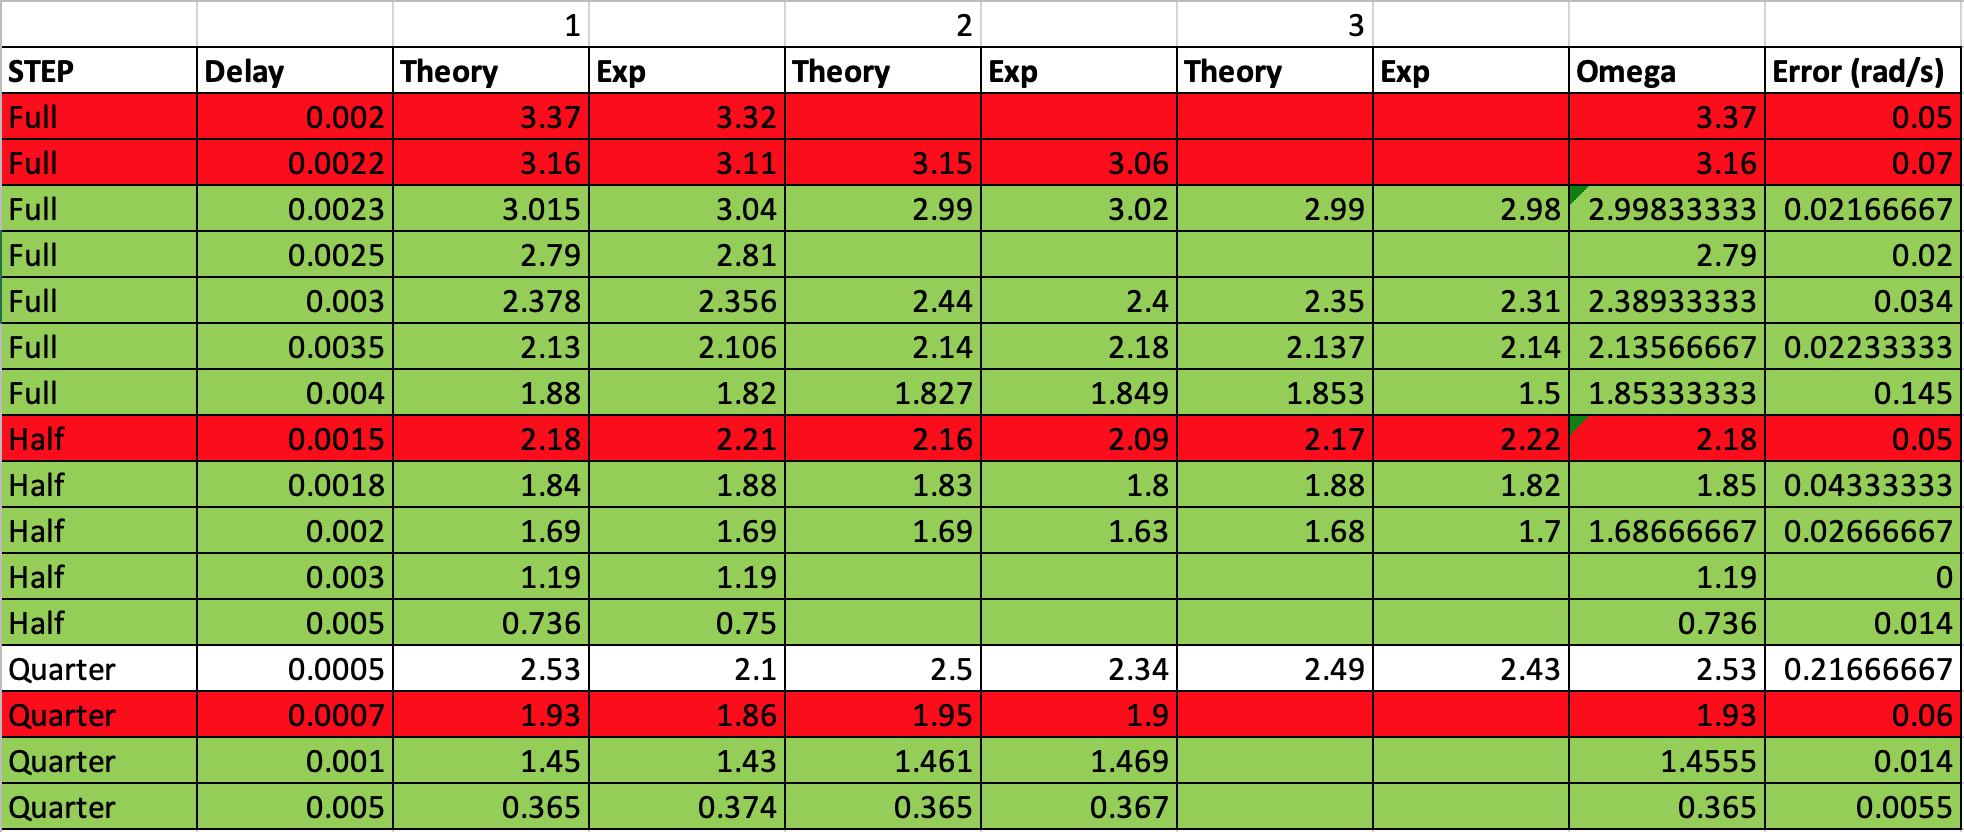 1 2 3
STEP Delay Theory Exp Theory Exp Theory Exp Omega Error (rad/s)
Full 0.002 3.37 3.32 3.37 0.05
Full 0.0022 3.16 3.11 3.15 3.06 3.16 0.07
Full 0.0023 3.015 3.04 2.99 3.02 2.99 2.98 2.99833333 0.02166667
Full 0.0025 2.79 2.81 2.79 0.02
Full 0.003 2.378 2.356 2.44 2.4 2.35 2.31 2.38933333 0.034
Full 0.0035 2.13 2.106 2.14 2.18 2.137 2.14 2.13566667 0.02233333
Full 0.004 1.88 1.82 1.827 1.849 1.853 1.5 1.85333333 0.145
Half 0.0015 2.18 2.21 2.16 2.09 2.17 2.22 2.18 0.05
Half 0.0018 1.84 1.88 1.83 1.8 1.88 1.82 1.85 0.04333333
Half 0.002 1.69 1.69 1.69 1.63 1.68 1.7 1.68666667 0.02666667
Half 0.003 1.19 1.19 1.19 0
Half 0.005 0.736 0.75 0.736 0.014
Quarter 0.0005 2.53 2.1 2.5 2.34 2.49 2.43 2.53 0.21666667
Quarter 0.0007 1.93 1.86 1.95 1.9 1.93 0.06
Quarter 0.001 1.45 1.43 1.461 1.469 1.4555 0.014
Quarter 0.005 0.365 0.374 0.365 0.367 0.365 0.0055